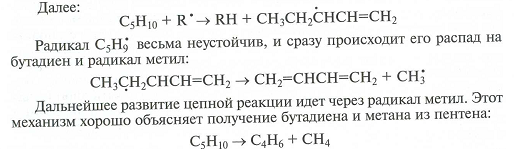 Далее:
C₅H₁₀ + R• → RH + CH₃CH₂ĊHCH=CH₂
Радикал C₅H₉• весьма неустойчив, и сразу происходит его распад на
бутадиен и радикал метил:
CH₃C̣H₂CHCH=CH₂ → CH₂=CHCH=CH₂ + CH₃•
Дальнейшее развитие цепной реакции идет через радикал метил. Этот
механизм хорошо объясняет получение бутадиена и метана из пентена:
C₅H₁₀ → C₄H₆ + CH₄